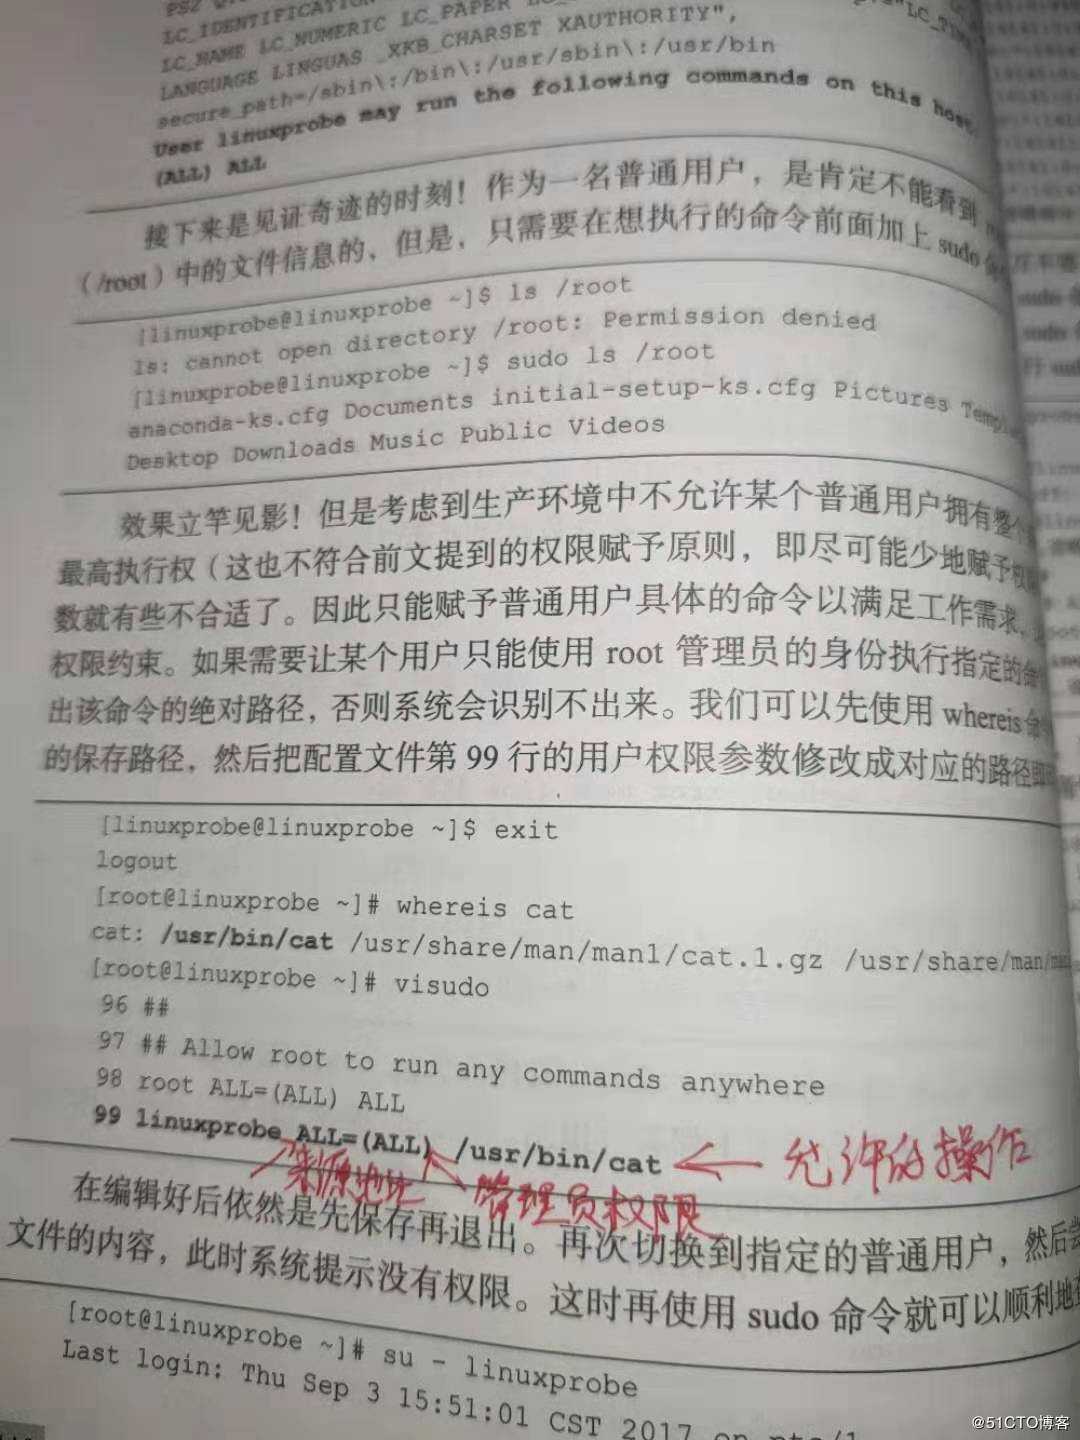 LC_IDENTIFICATION
LC_NAME LC_NUMERIC LC_PAPER
LANGUAGE LINGUAS _XKB_CHARSET XAUTHORITY",
secure_path=/sbin\:/bin\:/usr/sbin\:/usr/bin
User linuxprobe may run the following commands on this host:
(ALL) ALL
接下来是见证奇迹的时刻！作为一名普通用户，是肯定不能看到
（/root）中的文件信息的，但是，只需要在想执行的命令前面加上 sudo
[linuxprobe@linuxprobe ~]$ ls /root
ls: cannot open directory /root: Permission denied
[linuxprobe@linuxprobe ~]$ sudo ls /root
anaconda-ks.cfg Documents initial-setup-ks.cfg Pictures
Desktop Downloads Music Public Videos
效果立竿见影！但是考虑到生产环境中不允许某个普通用户拥有整个
最高执行权（这也不符合前文提到的权限赋予原则，即尽可能少地赋予权
数就有些不合适了。因此只能赋予普通用户具体的命令以满足工作需求，
权限约束。如果需要让某个用户只能使用 root 管理员的身份执行指定的命
出该命令的绝对路径，否则系统会识别不出来。我们可以先使用 whereis 命
的保存路径，然后把配置文件第 99 行的用户权限参数修改成对应的路径即
[linuxprobe@linuxprobe ~]$ exit
logout
[root@linuxprobe ~]# whereis cat
cat: /usr/bin/cat /usr/share/man/man1/cat.1.gz /usr/share/man/
[root@linuxprobe ~]# visudo
96 ##
97 ## Allow root to run any commands anywhere
98 root ALL=(ALL) ALL
99 linuxprobe ALL=(ALL) /usr/bin/cat
允许的操作
来源地址
管理员权限
在编辑好后依然是先保存再退出。再次切换到指定的普通用户，然后尝
文件的内容，此时系统提示没有权限。这时再使用 sudo 命令就可以顺利地
[root@linuxprobe ~]# su - linuxprobe
Last login: Thu Sep 3 15:51:01 CST 2017 on
@51CTO博客